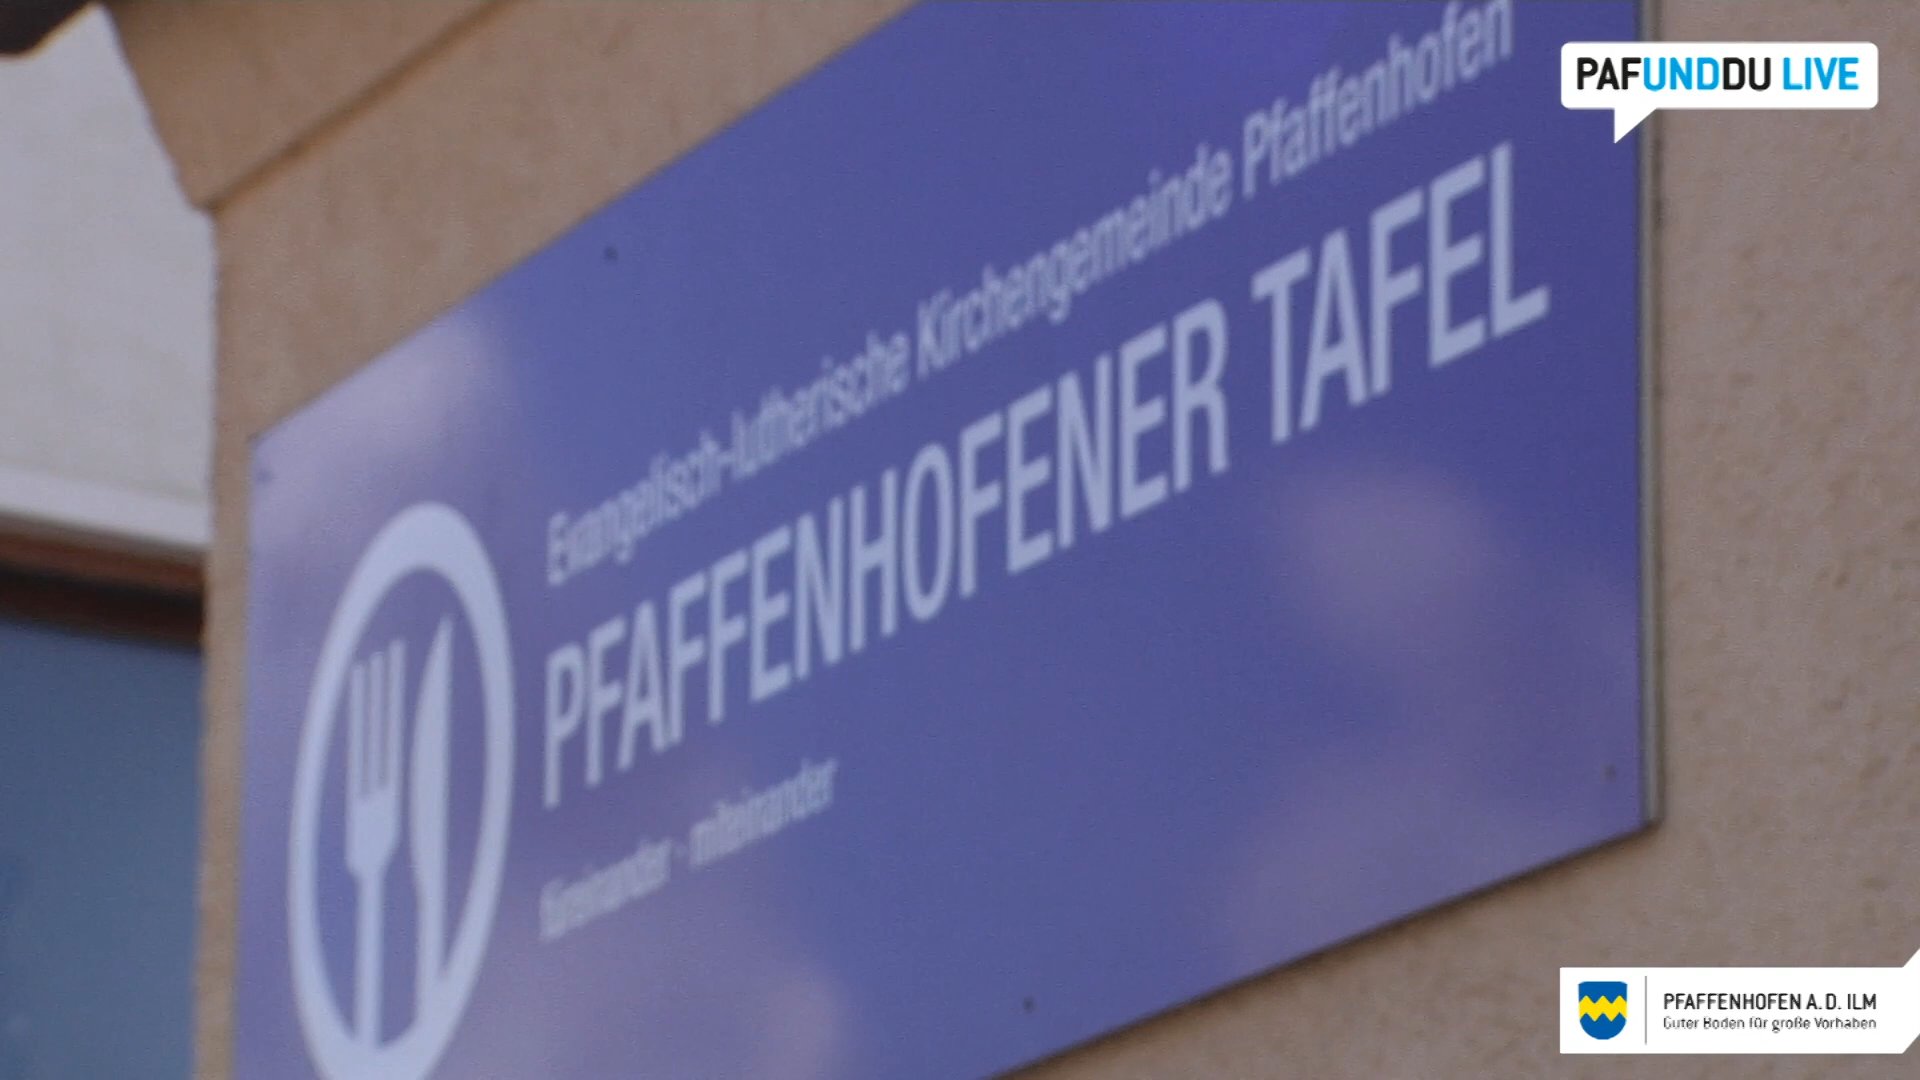 PAFUNDDU LIVE
Evangelisch-lutherische Kirchengemeinde Pfaffenhofen
PFAFFENHOFENER TAFEL
füreinander · miteinander
PFAFFENHOFEN A. D. ILM
Guter Boden für große Vorhaben